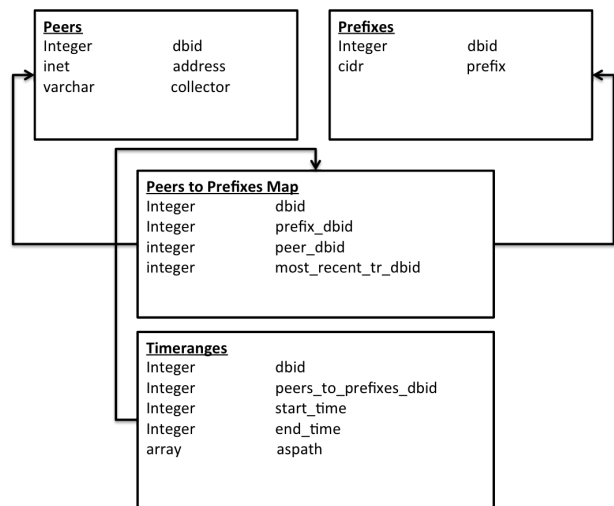 Peers
Integer dbid
inet address
varchar collector
Prefixes
Integer dbid
cidr prefix
Peers to Prefixes Map
Integer dbid
Integer prefix_dbid
integer peer_dbid
integer most_recent_tr_dbid
Timeranges
Integer dbid
Integer peers_to_prefixes_dbid
Integer start_time
Integer end_time
array aspath